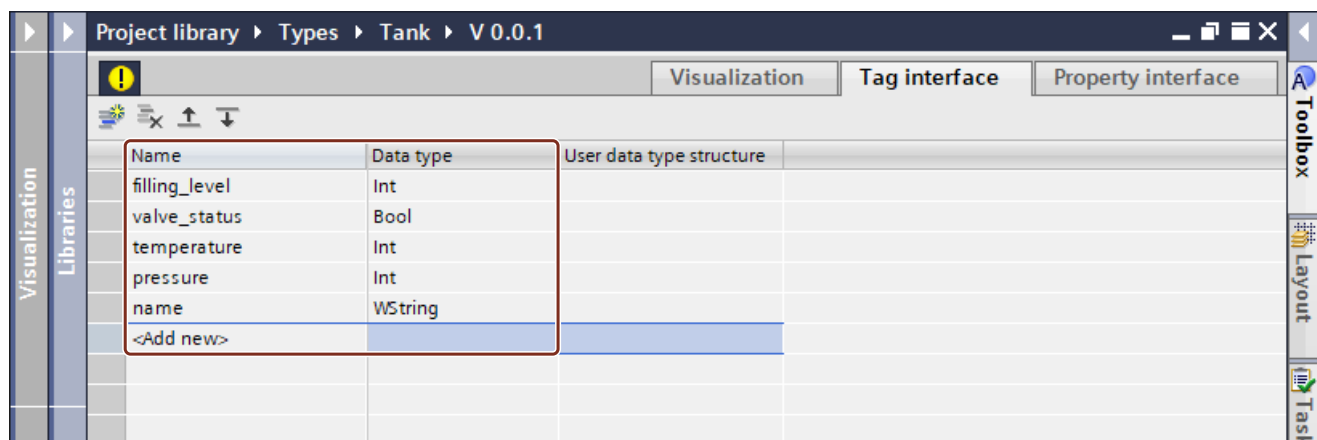 Project library ▸ Types ▸ Tank ▸ V 0.0.1
Visualization Tag interface Property interface
Name Data type User data type structure
filling_level Int
valve_status Bool
temperature Int
pressure Int
name WString
<Add new>
Visualization
Libraries
Toolbox
Layout
Tas